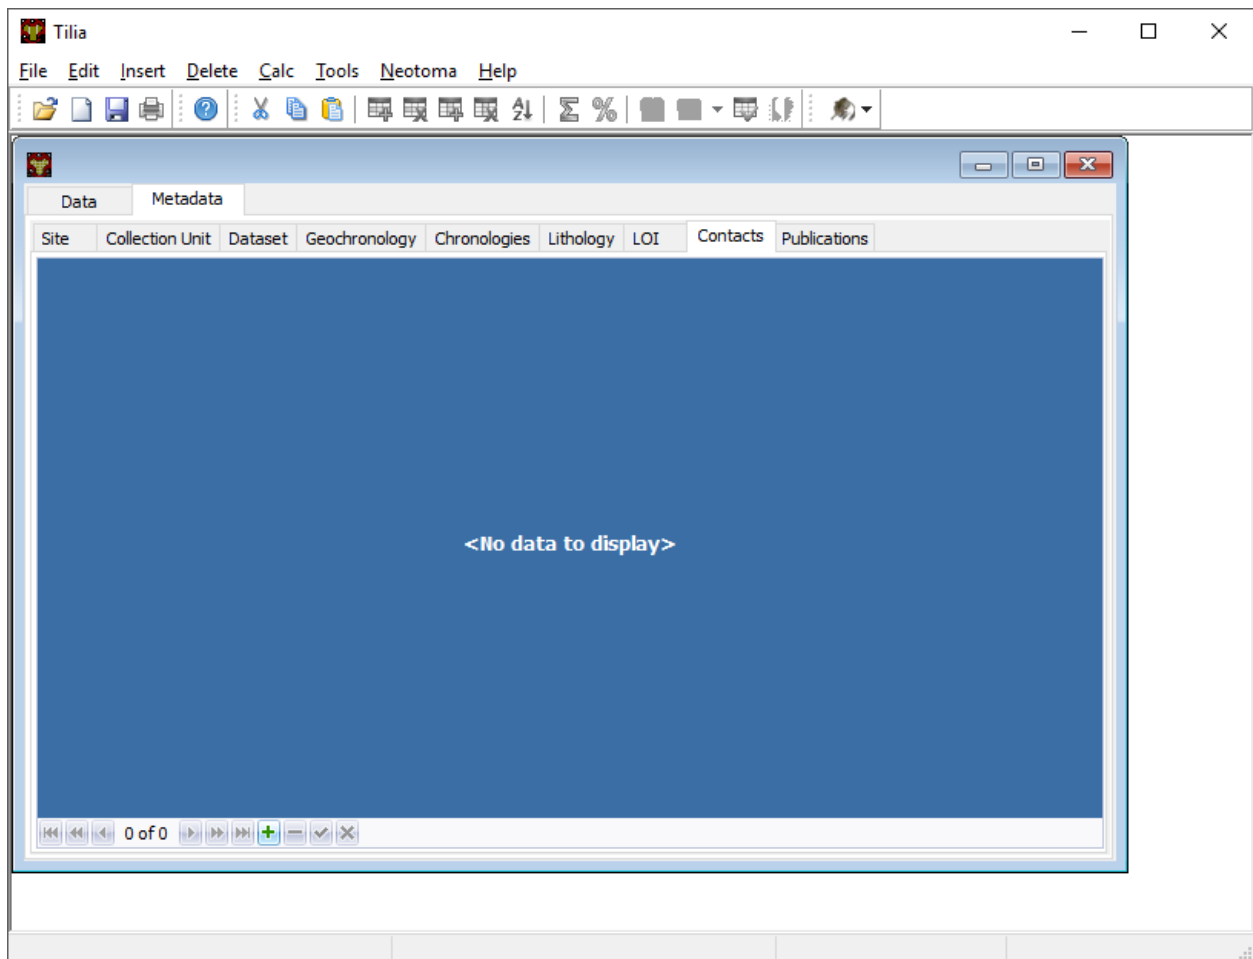 Tilia
File Edit Insert Delete Calc Tools Neotoma Help
Data Metadata
Site Collection Unit Dataset Geochronology Chronologies Lithology LOI Contacts Publications
<No data to display>
0 of 0